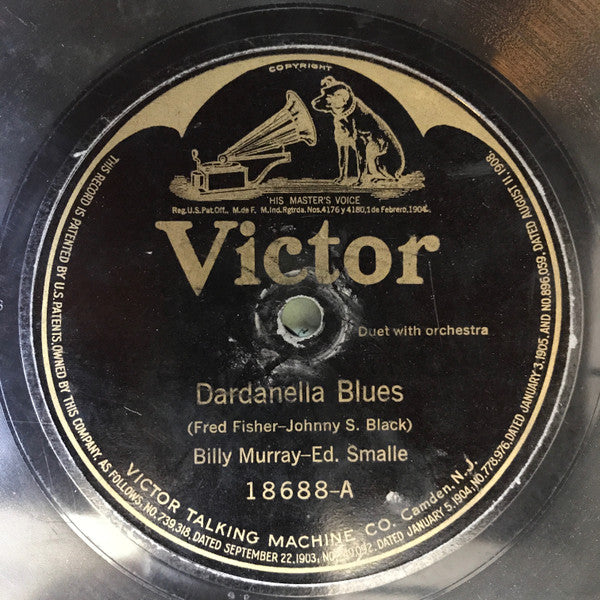 COPYRIGHT
HIS MASTER'S VOICE
Reg.U.S.Pat.Off., M.de F. M.Ind.Rgtrda.Nos.4176 y 4180,1 de Febrero,1904.
Victor
Duet with orchestra
Dardanella Blues
(Fred Fisher-Johnny S. Black)
Billy Murray-Ed. Smalle
18688-A
VICTOR TALKING MACHINE CO. Camden, N.J.
THIS RECORD IS PATENTED BY U.S. PATENTS, OWNED BY THIS COMPANY, AS FOLLOWS, NO. 739,318, DATED SEPTEMBER 22, 1903, DATED JANUARY 5, 1904, NO. 778,976, DATED JANUARY 3, 1905, AND NO. 896,059, DATED AUGUST 11, 1908.